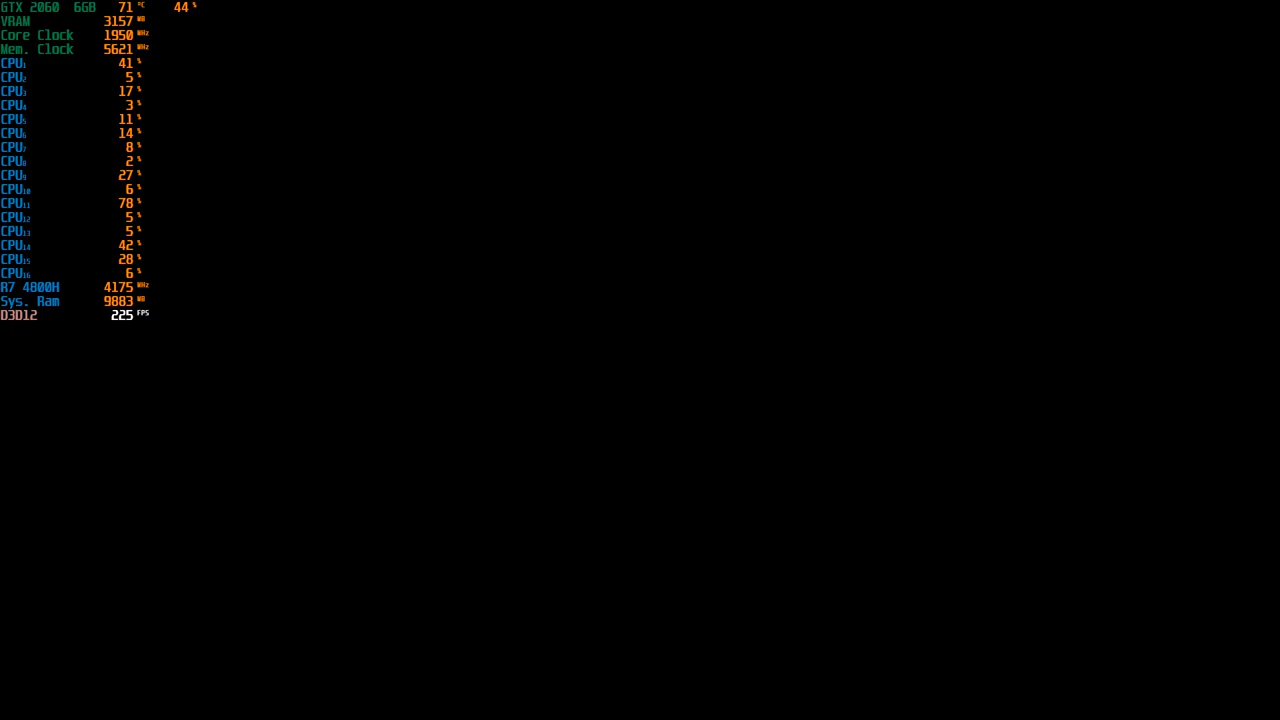 GTX 2060 6GB 71 °C 44 %
VRAM 3157 MB
Core Clock 1950 MHz
Mem. Clock 5621 MHz
CPU1 41 %
CPU2 5 %
CPU3 17 %
CPU4 3 %
CPU5 11 %
CPU6 14 %
CPU7 8 %
CPU8 2 %
CPU9 27 %
CPU10 6 %
CPU11 78 %
CPU12 5 %
CPU13 5 %
CPU14 42 %
CPU15 28 %
CPU16 6 %
R7 4800H 4175 MHz
Sys. Ram 9883 MB
D3D12 225 FPS